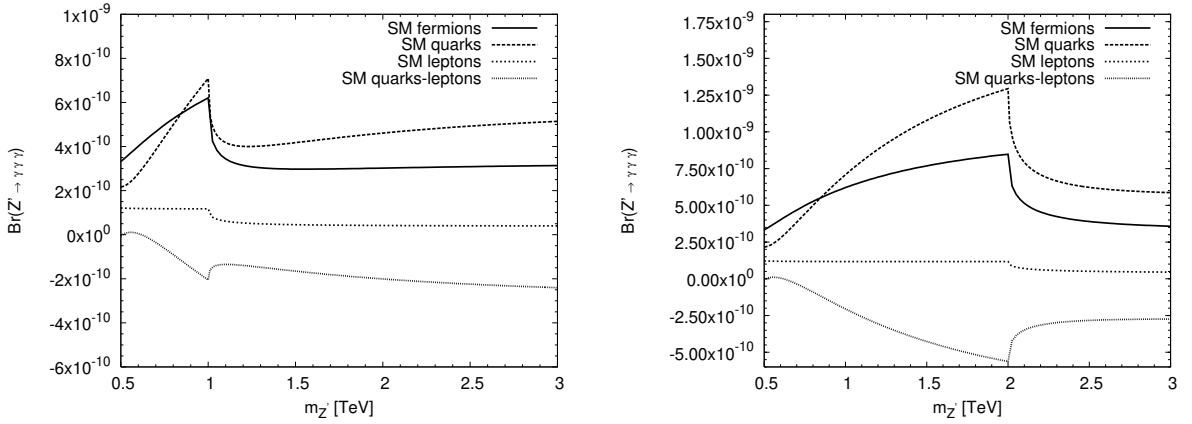 1x10⁻⁹
8x10⁻¹⁰
6x10⁻¹⁰
4x10⁻¹⁰
2x10⁻¹⁰
0x10⁰
-2x10⁻¹⁰
-4x10⁻¹⁰
-6x10⁻¹⁰
Br(Z' → γ γ γ)
SM fermions
SM quarks
SM leptons
SM quarks-leptons
0.5 1 1.5 2 2.5 3
m_Z' [TeV]
1.75x10⁻⁹
1.50x10⁻⁹
1.25x10⁻⁹
1.00x10⁻⁹
7.50x10⁻¹⁰
5.00x10⁻¹⁰
2.50x10⁻¹⁰
0.00x10⁰
-2.50x10⁻¹⁰
-5.00x10⁻¹⁰
Br(Z' → γ γ γ)
SM fermions
SM quarks
SM leptons
SM quarks-leptons
0.5 1 1.5 2 2.5 3
m_Z' [TeV]